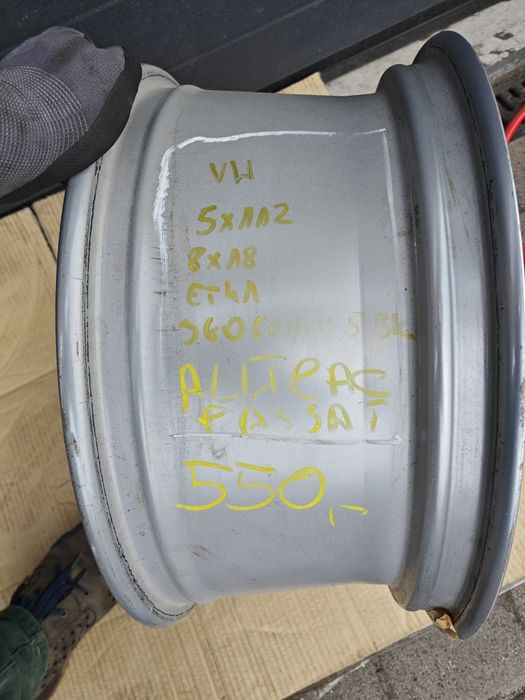 VW
5x112
8x18
ET41
ALLTRAC
PASSAT
550,-